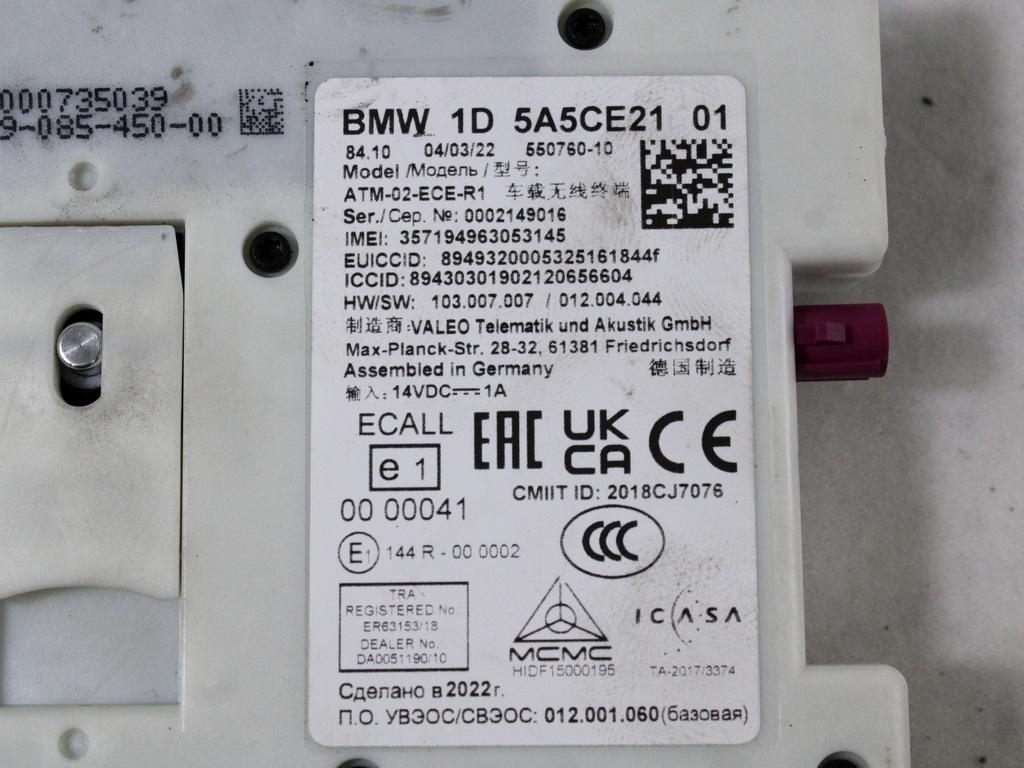 000735039
9-085-450-00
BMW 1D 5A5CE21 01
84.10 04/03/22 550760-10
Model /Модель / 型号:
ATM-02-ECE-R1 车载无线终端
Ser./Сер. №: 0002149016
IMEI: 357194963053145
EUICCID: 8949320005325161844f
ICCID: 894303019021206566​04
HW/SW: 103.007.007 / 012.004.044
制造商:VALEO Telematik und Akustik GmbH
Max-Planck-Str. 28-32, 61381 Friedrichsdorf
Assembled in Germany 德国制造
输入: 14VDC⎓1A
ECALL
e 1
00 00041
EAC
UK CA
CE
CMIIT ID: 2018CJ7076
CCC
E1 144 R - 00 0002
TRA
REGISTERED No.
ER63153/18
DEALER No.
DA0051190/10
MCMC
HIDF15000195
ICASA
TA-2017/3374
Сделано в 2022г.
П.О. УВЭОС/СВЭОС: 012.001.060(базовая)